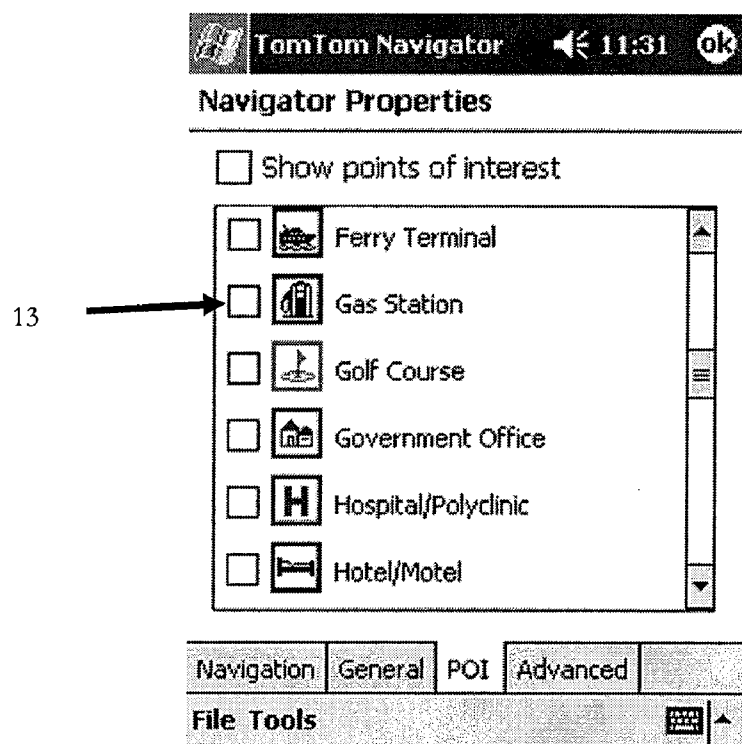 TomTom Navigator 11:31 ok
Navigator Properties
Show points of interest
Ferry Terminal
13 Gas Station
Golf Course
Government Office
H Hospital/Polyclinic
Hotel/Motel
Navigation General POI Advanced
File Tools